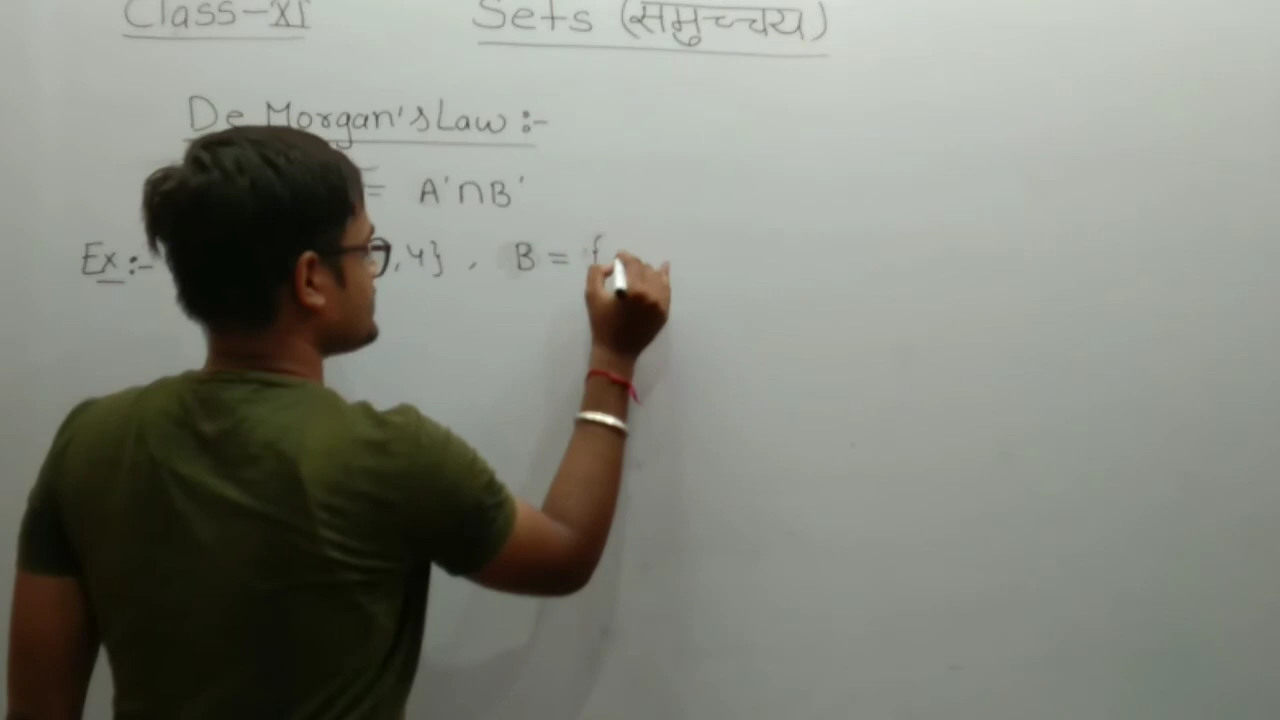 Class-XI Sets (समुच्चय)
De Morgan's Law :-
= A'∩B'
Ex :- ,4} , B = {